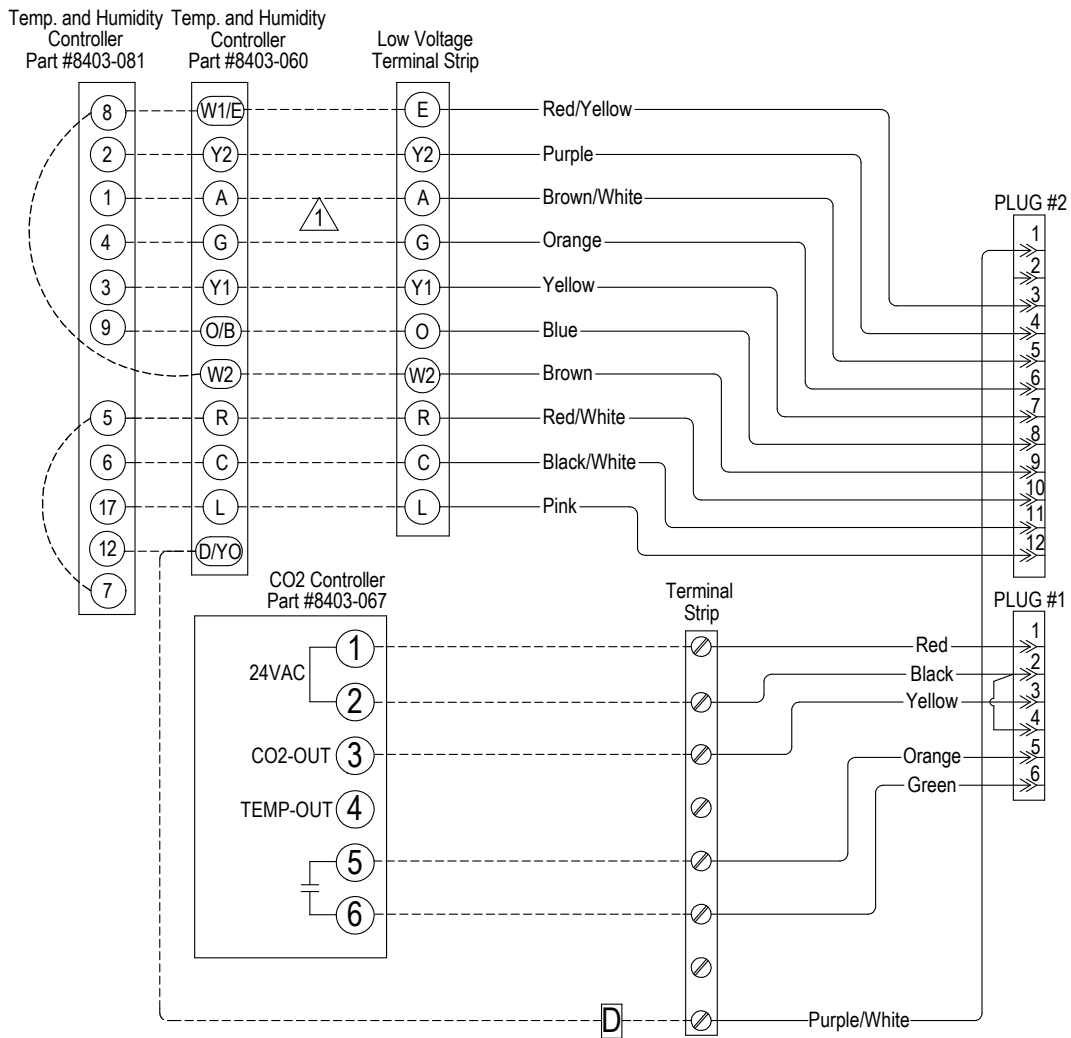 Temp. and Humidity
Controller
Part #8403-081
Temp. and Humidity
Controller
Part #8403-060
Low Voltage
Terminal Strip
8 W1/E E Red/Yellow
2 Y2 Y2 Purple
1 A 1 A Brown/White
4 G G Orange
3 Y1 Y1 Yellow
9 O/B O Blue
W2 W2 Brown
5 R R Red/White
6 C C Black/White
17 L L Pink
12 D/YO
7
PLUG #2
1
2
3
4
5
6
7
8
9
10
11
12
CO2 Controller
Part #8403-067
24VAC
1
2
CO2-OUT 3
TEMP-OUT 4
5
6
Terminal
Strip
PLUG #1
Red 1
Black 2
Yellow 3
4
Orange 5
Green 6
D Purple/White